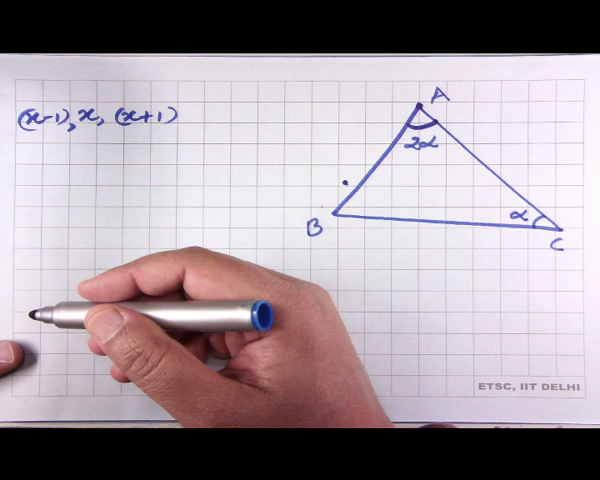 (x-1), x, (x+1)
A
2α
B
α
C
ETSC, IIT DELHI